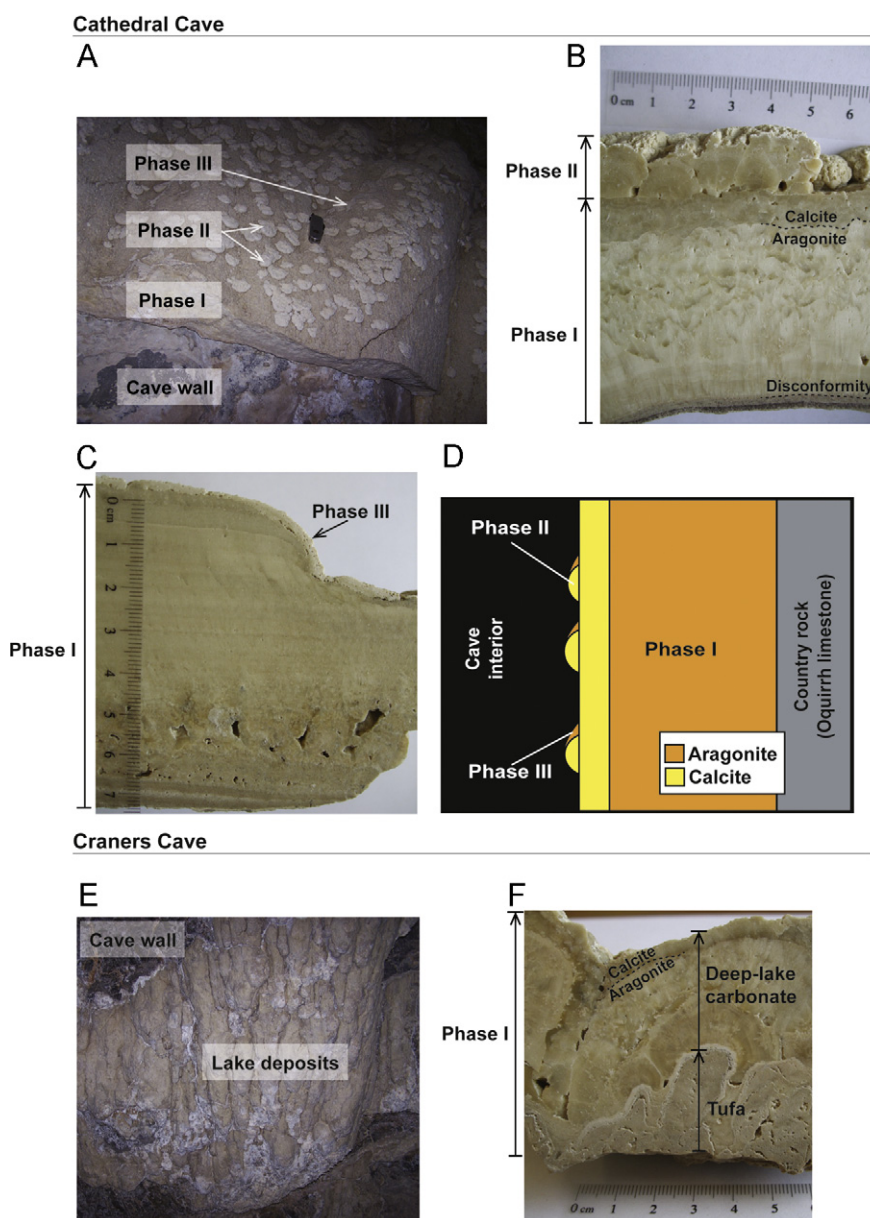 Cathedral Cave
A
Phase III
Phase II
Phase I
Cave wall
B
0 cm 1 2 3 4 5 6
Phase II
Calcite
Aragonite
Phase I
Disconformity
C
0 cm
1
2
3
4
5
6
7
Phase III
Phase I
D
Phase II
Cave
interior
Phase I
Country rock
(Oquirrh limestone)
Phase III
Aragonite
Calcite
Craners Cave
E
Cave wall
Lake deposits
F
Calcite
Aragonite
Deep-lake
carbonate
Phase I
Tufa
0 cm 1 2 3 4 5